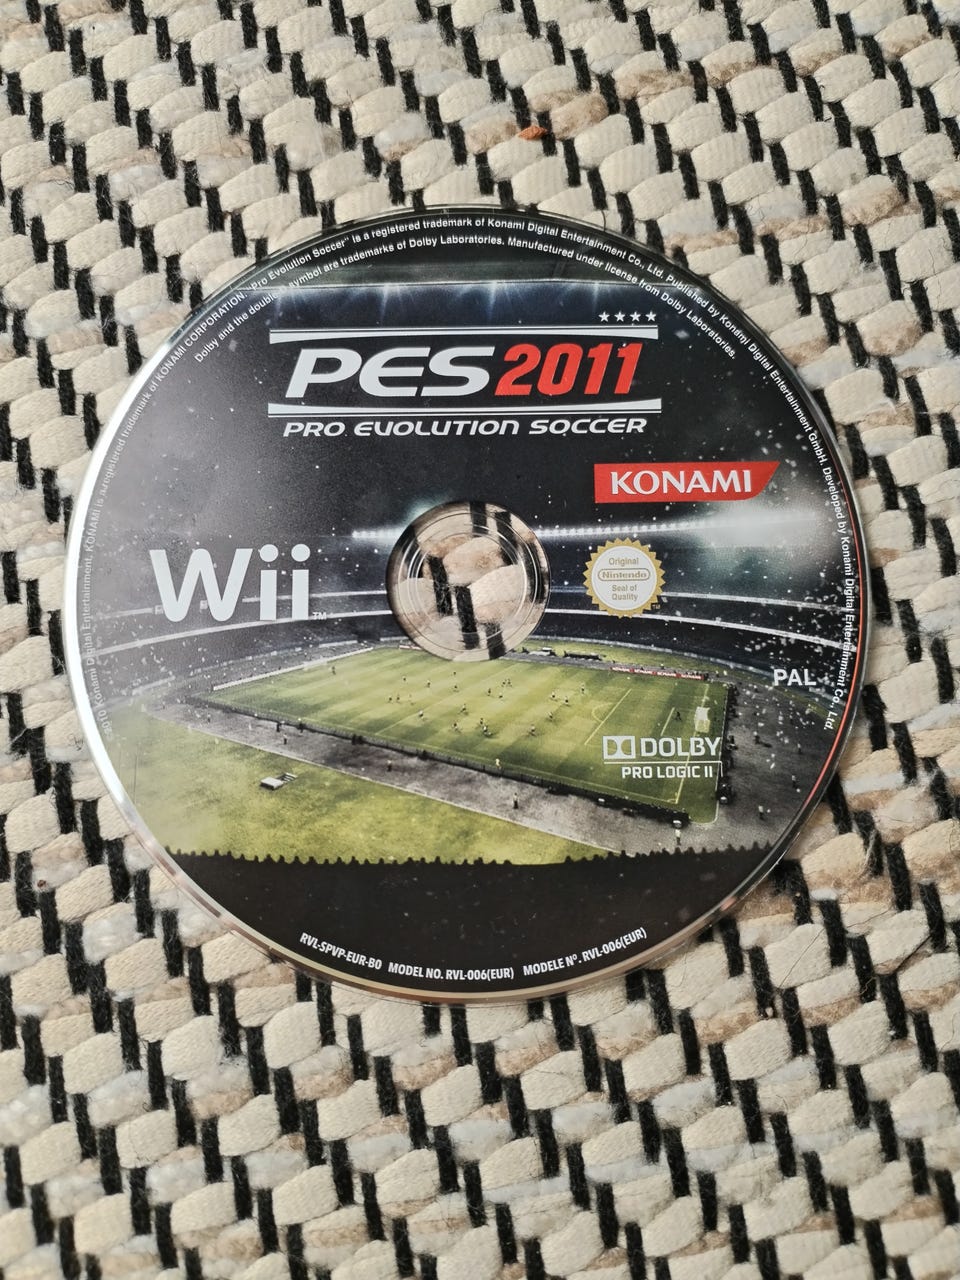 2010 Konami Digital Entertainment. KONAMI is a registered trademark of KONAMI CORPORATION. "Pro Evolution Soccer" is a registered trademark of Konami Digital Entertainment Co., Ltd. Published by Konami Digital Entertainment GmbH. Developed by Konami Digital Entertainment Co., Ltd.
Dolby and the double symbol are trademarks of Dolby Laboratories. Manufactured under license from Dolby Laboratories.
PES 2011
PRO EVOLUTION SOCCER
KONAMI
Wii™
Original
Nintendo
Seal of
Quality
TM
PAL
DOLBY
PRO LOGIC II
RVL-SPVP-EUR-B0 MODEL NO. RVL-006(EUR) MODELE N°. RVL-006(EUR)